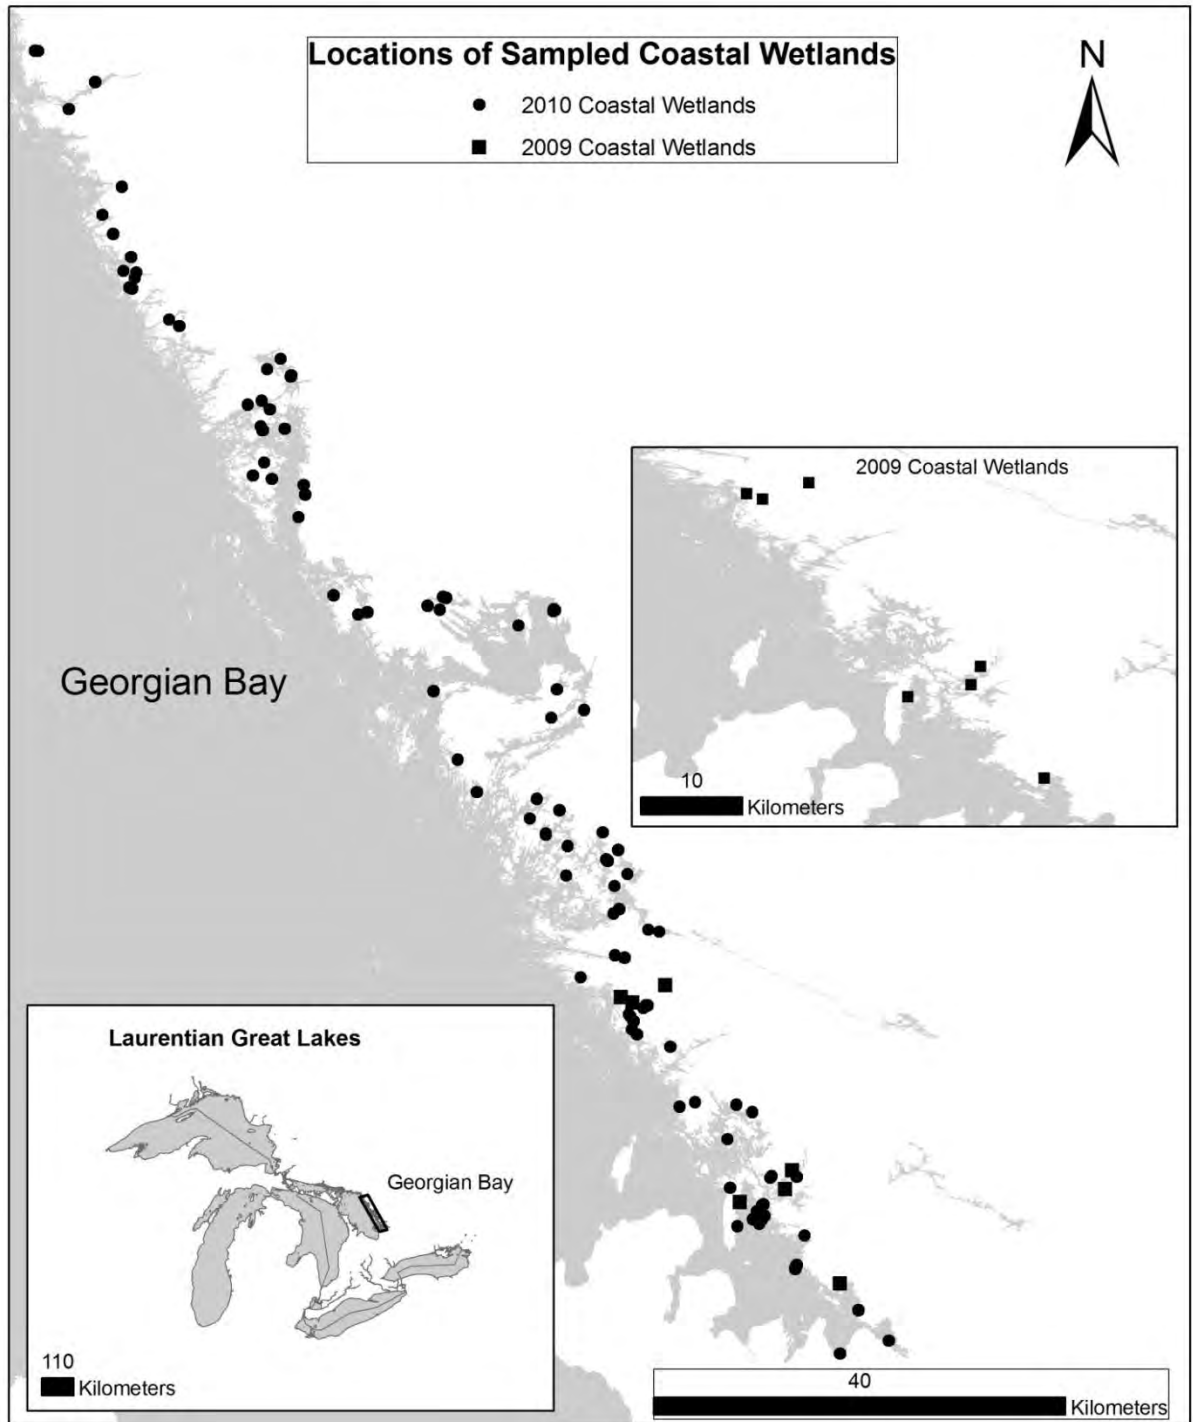 Locations of Sampled Coastal Wetlands
2010 Coastal Wetlands
2009 Coastal Wetlands
N
2009 Coastal Wetlands
10
Kilometers
Georgian Bay
Laurentian Great Lakes
Georgian Bay
110
Kilometers
40
Kilometers